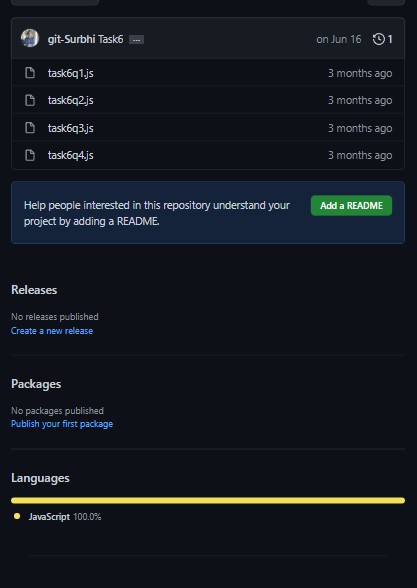 git-Surbhi Task6 ... on Jun 16 1
task6q1.js 3 months ago
task6q2.js 3 months ago
task6q3.js 3 months ago
task6q4.js 3 months ago
Help people interested in this repository understand your
project by adding a README.
Add a README
Releases
No releases published
Create a new release
Packages
No packages published
Publish your first package
Languages
JavaScript 100.0%